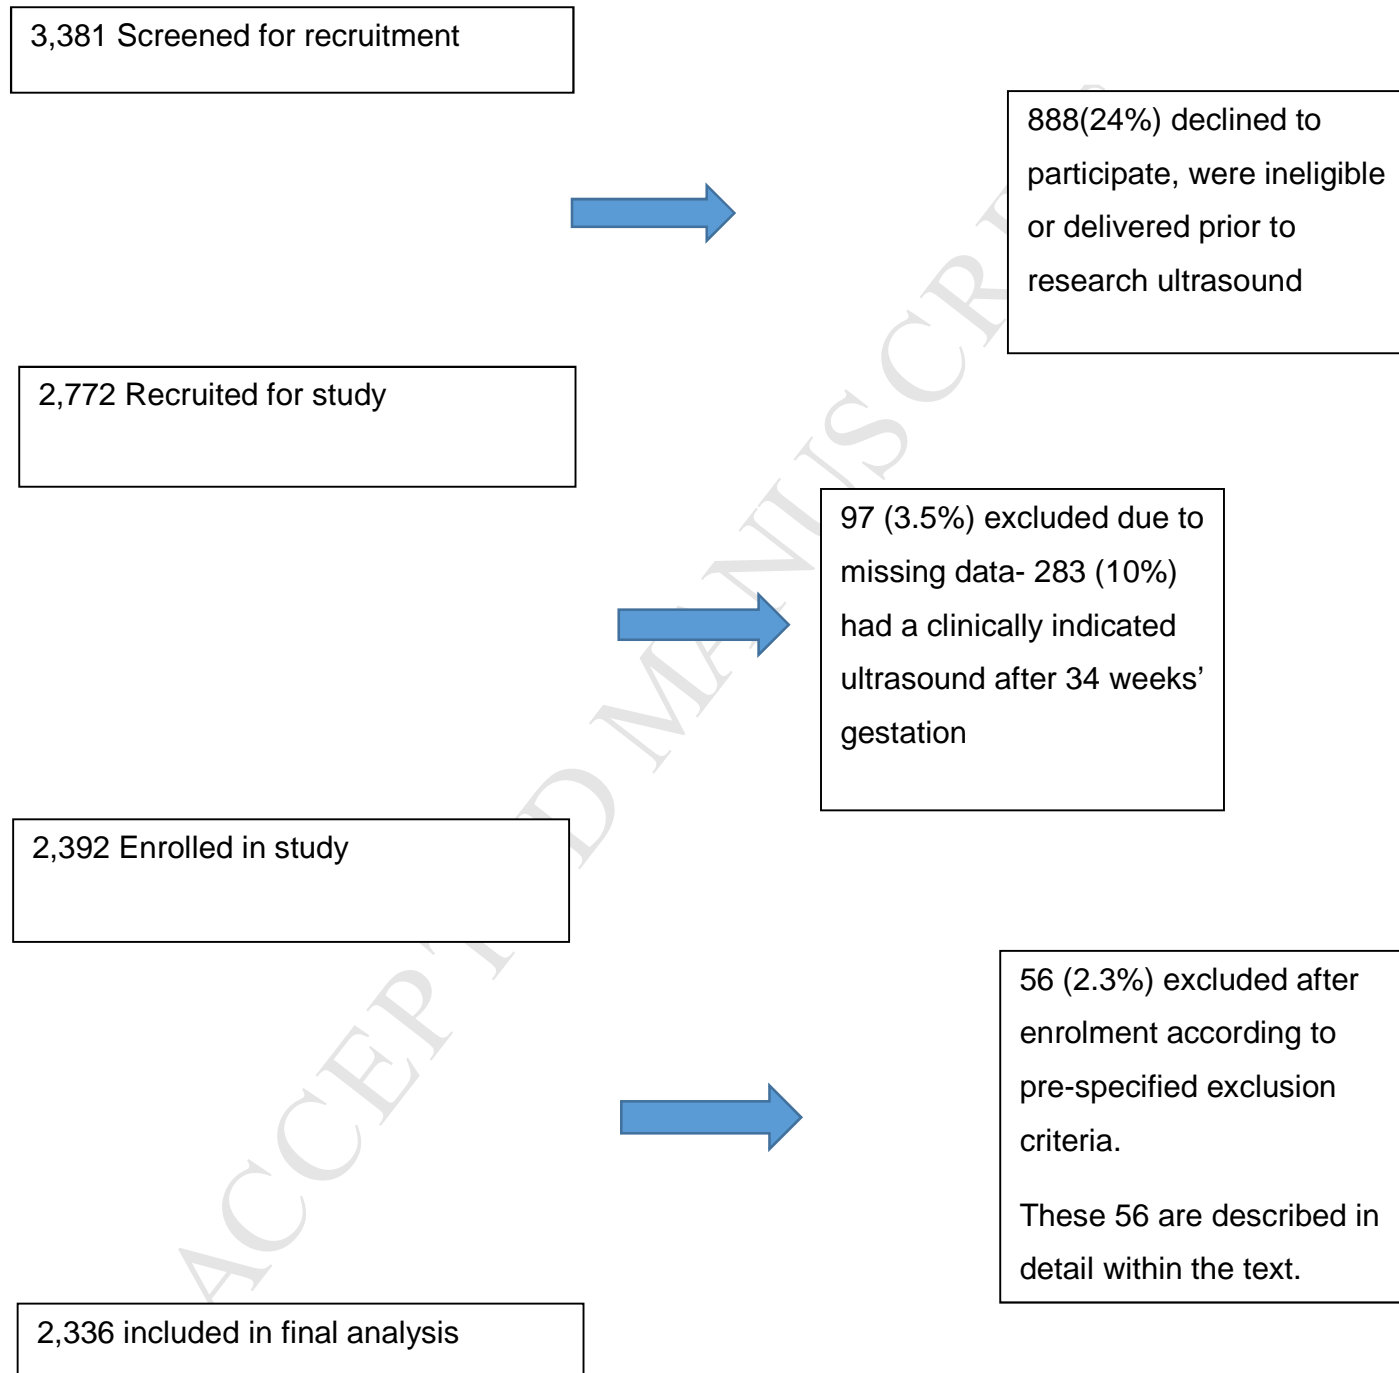 3,381 Screened for recruitment
888(24%) declined to
participate, were ineligible
or delivered prior to
research ultrasound
2,772 Recruited for study
97 (3.5%) excluded due to
missing data- 283 (10%)
had a clinically indicated
ultrasound after 34 weeks’
gestation
2,392 Enrolled in study
56 (2.3%) excluded after
enrolment according to
pre-specified exclusion
criteria.
These 56 are described in
detail within the text.
2,336 included in final analysis
ACCEPTED MANUSCRIPT